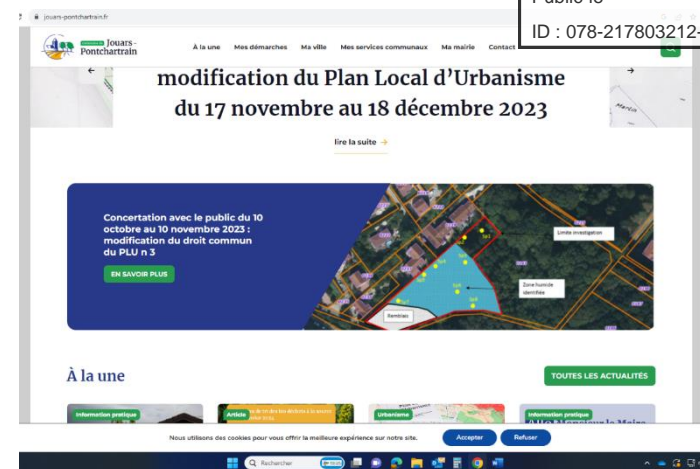 Publié le
ID : 078-217803212-
jouars-pontchartrain.fr
Jouars-
Pontchartrain
À la une Mes démarches Ma ville Mes services communaux Ma mairie Contact
modification du Plan Local d'Urbanisme
du 17 novembre au 18 décembre 2023
lire la suite →
Concertation avec le public du 10
octobre au 10 novembre 2023 :
modification du droit commun
du PLU n 3
EN SAVOIR PLUS
Limite investigation
Zone humide
identifiée
Remblais
À la une
TOUTES LES ACTUALITÉS
Information pratique
Article
Urbanisme
Information pratique
Allo Monsieur le Maire
Nous utilisons des cookies pour vous offrir la meilleure expérience sur notre site.
Accepter
Refuser
Rechercher